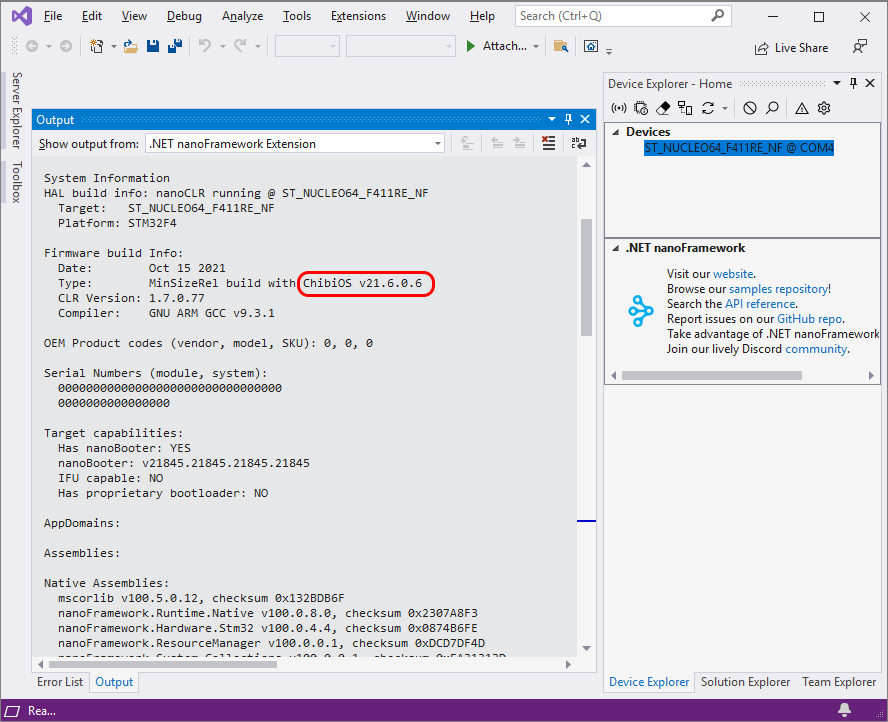 File Edit View Debug Analyze Tools Extensions Window Help Search (Ctrl+Q)
Attach...
Live Share
Server Explorer
Toolbox
Output
Show output from: .NET nanoFramework Extension
System Information
HAL build info: nanoCLR running @ ST_NUCLEO64_F411RE_NF
Target: ST_NUCLEO64_F411RE_NF
Platform: STM32F4
Firmware build Info:
Date: Oct 15 2021
Type: MinSizeRel build with ChibiOS v21.6.0.6
CLR Version: 1.7.0.77
Compiler: GNU ARM GCC v9.3.1
OEM Product codes (vendor, model, SKU): 0, 0, 0
Serial Numbers (module, system):
00000000000000000000000000000000
0000000000000000
Target capabilities:
Has nanoBooter: YES
nanoBooter: v21845.21845.21845.21845
IFU capable: NO
Has proprietary bootloader: NO
AppDomains:
Assemblies:
Native Assemblies:
mscorlib v100.5.0.12, checksum 0x132BDB6F
nanoFramework.Runtime.Native v100.0.8.0, checksum 0x2307A8F3
nanoFramework.Hardware.Stm32 v100.0.4.4, checksum 0x0874B6FE
nanoFramework.ResourceManager v100.0.0.1, checksum 0xDCD7DF4D
Error List Output
Device Explorer - Home
Devices
ST_NUCLEO64_F411RE_NF @ COM4
.NET nanoFramework
Visit our website.
Browse our samples repository!
Search the API reference.
Report issues on our GitHub repo.
Take advantage of .NET nanoFramework
Join our lively Discord community.
Device Explorer Solution Explorer Team Explorer
Rea...